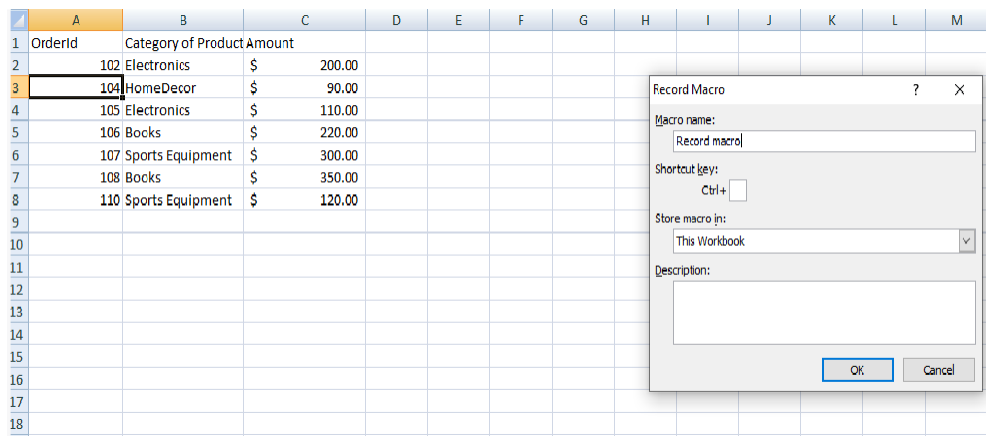 A B C D E F G H I J K L M
1 OrderId Category of Product Amount
2 102 Electronics $ 200.00
3 104 HomeDecor $ 90.00
4 105 Electronics $ 110.00
5 106 Books $ 220.00
6 107 Sports Equipment $ 300.00
7 108 Books $ 350.00
8 110 Sports Equipment $ 120.00
9
10
11
12
13
14
15
16
17
18
Record Macro ? X
Macro name:
Record macro
Shortcut key:
Ctrl+
Store macro in:
This Workbook
Description:
OK Cancel